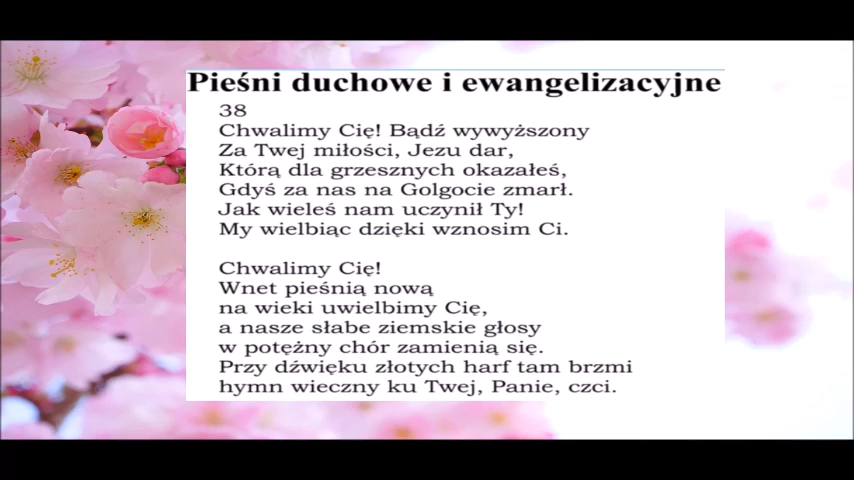 Pieśni duchowe i ewangelizacyjne
38
Chwalimy Cię! Bądź wywyższony
Za Twej miłości, Jezu dar,
Którą dla grzesznych okazałeś,
Gdyś za nas na Golgocie zmarł.
Jak wieleś nam uczynił Ty!
My wielbiąc dzięki wznosim Ci.
Chwalimy Cię!
Wnet pieśnią nową
na wieki uwielbimy Cię,
a nasze słabe ziemskie głosy
w potężny chór zamienią się.
Przy dźwięku złotych harf tam brzmi
hymn wieczny ku Twej, Panie, czci.